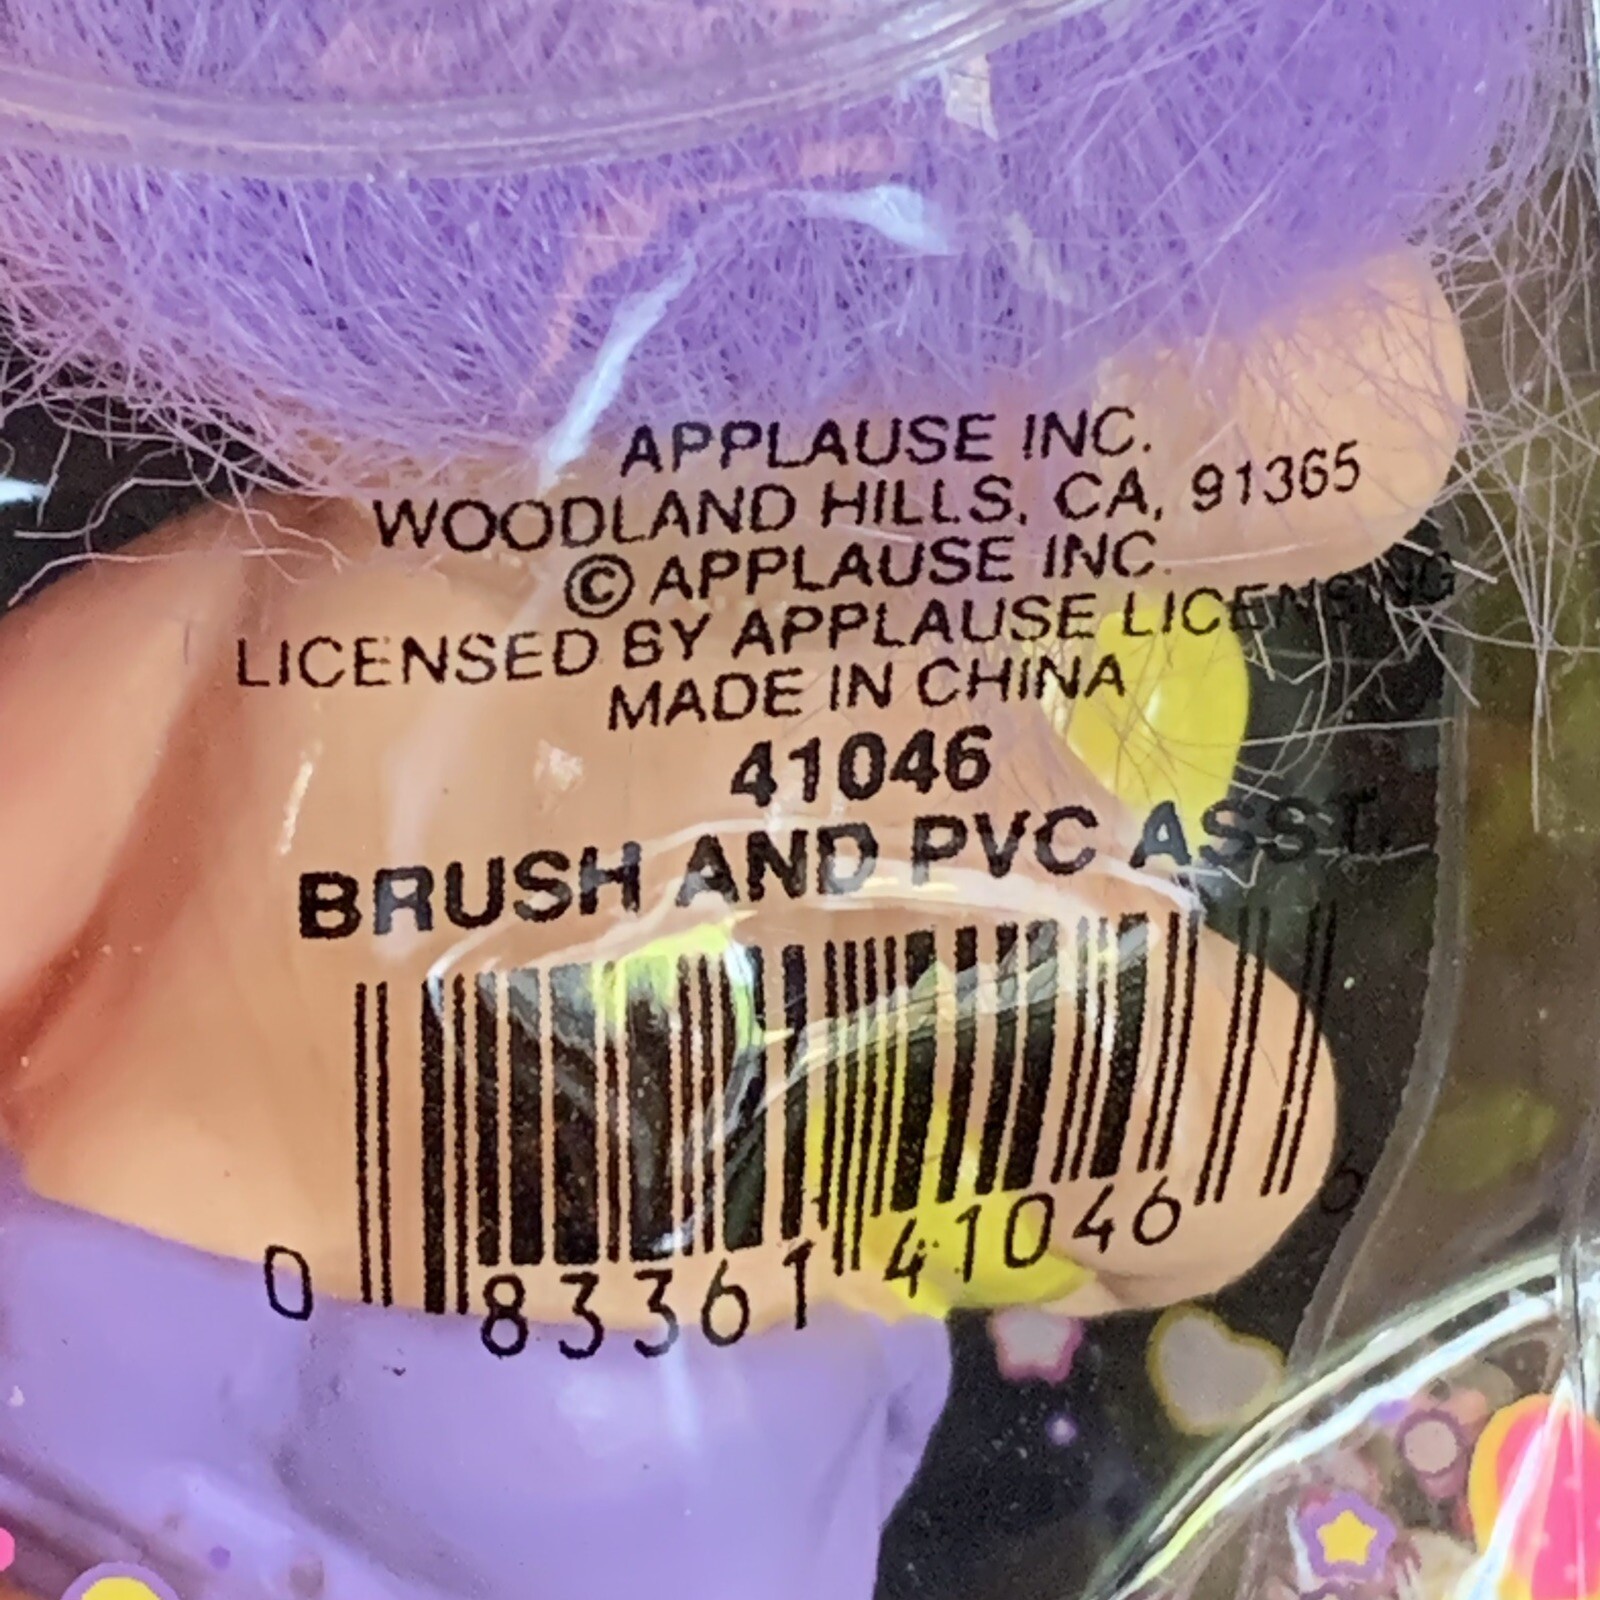 APPLAUSE INC.
WOODLAND HILLS, CA, 91365
© APPLAUSE INC.
LICENSED BY APPLAUSE LICENSING
MADE IN CHINA
41046
BRUSH AND PVC ASST.
0 83361 41046 6